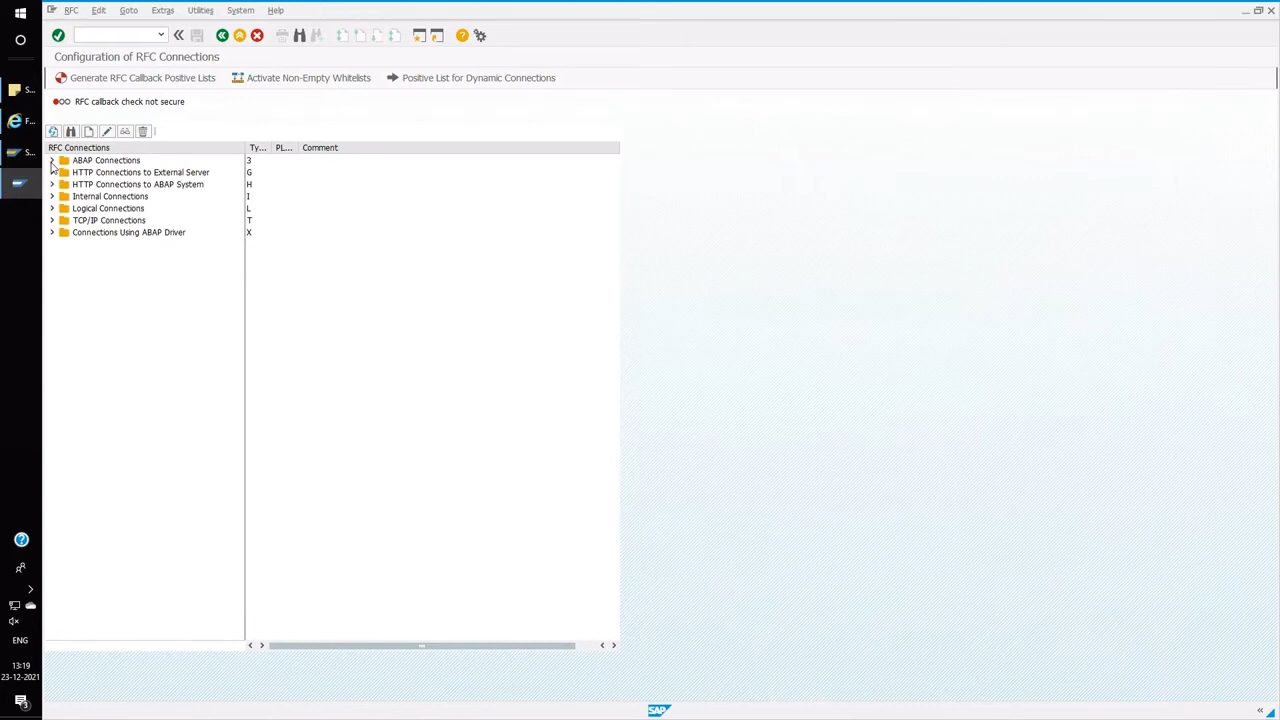 RFC Edit Goto Extras Utilities System Help
Configuration of RFC Connections
Generate RFC Callback Positive Lists Activate Non-Empty Whitelists Positive List for Dynamic Connections
RFC callback check not secure
RFC Connections Ty... PL... Comment
ABAP Connections 3
HTTP Connections to External Server G
HTTP Connections to ABAP System H
Internal Connections I
Logical Connections L
TCP/IP Connections T
Connections Using ABAP Driver X
S...
F...
S...
ENG
13:19
23-12-2021
3
SAP